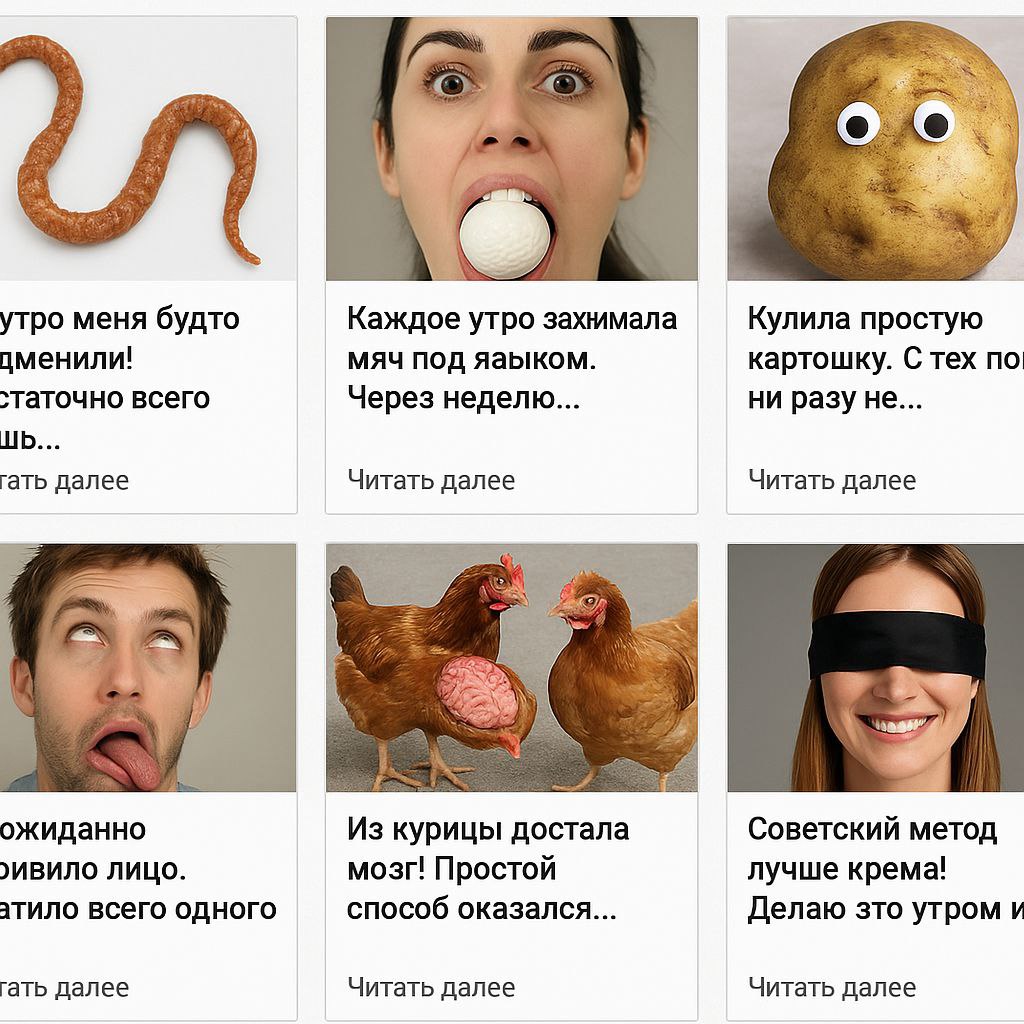 утро меня будто
дменили!
статочно всего
шь...
тать далее
Каждое утро захнимала
мяч под яаыком.
Через неделю...
Читать далее
Кулила простую
картошку. С тех по
ни разу не...
Читать далее
ожиданно
ривило лицо.
атило всего одного
тать далее
Из курицы достала
мозг! Простой
способ оказался...
Читать далее
Советский метод
лучше крема!
Делаю зто утром и
Читать далее